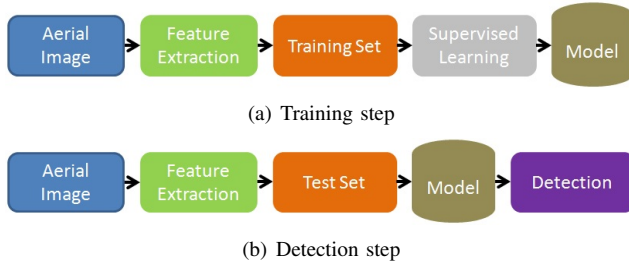 Aerial
Image
Feature
Extraction
Training Set
Supervised
Learning
Model
(a) Training step
Aerial
Image
Feature
Extraction
Test Set
Model
Detection
(b) Detection step